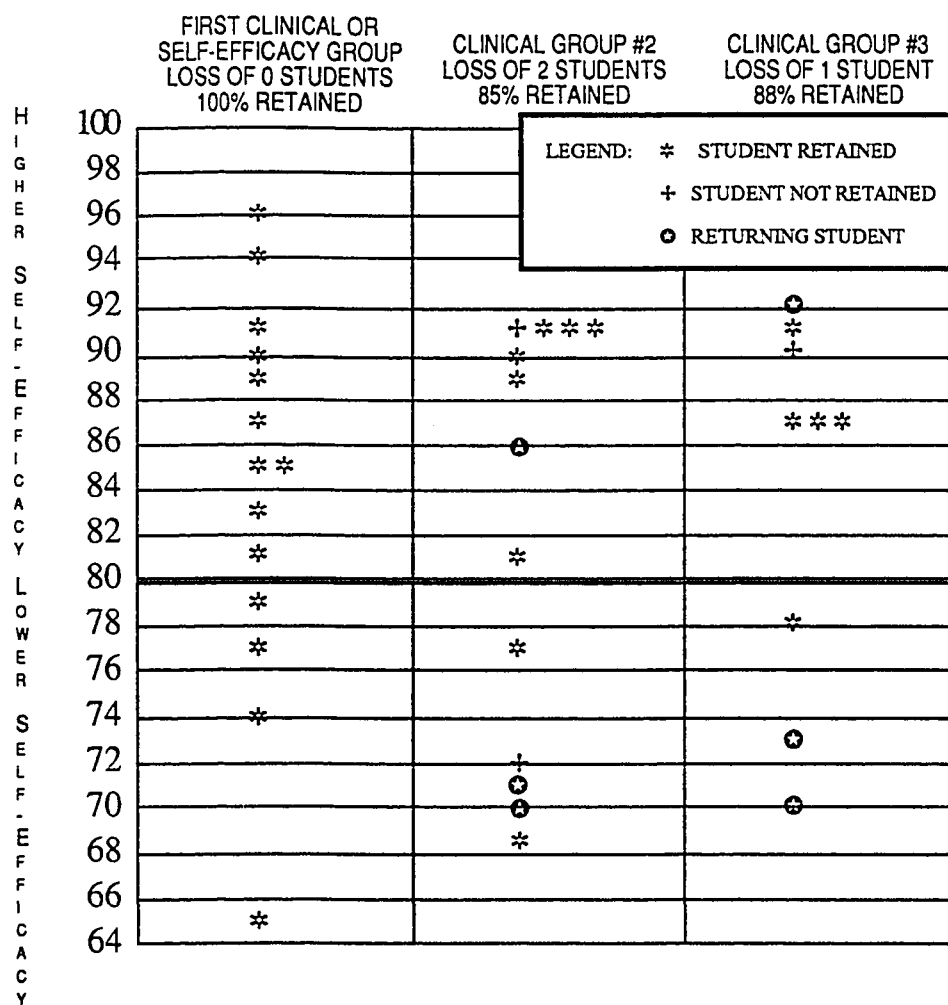 FIRST CLINICAL OR
SELF-EFFICACY GROUP
LOSS OF 0 STUDENTS
100% RETAINED
CLINICAL GROUP #2
LOSS OF 2 STUDENTS
85% RETAINED
CLINICAL GROUP #3
LOSS OF 1 STUDENT
88% RETAINED
HIGHER SELF-EFFICACY LOWER SELF-EFFICACY
LEGEND: * STUDENT RETAINED
+ STUDENT NOT RETAINED
✪ RETURNING STUDENT
100
98
96
94
92
90
88
86
84
82
80
78
76
74
72
70
68
66
64